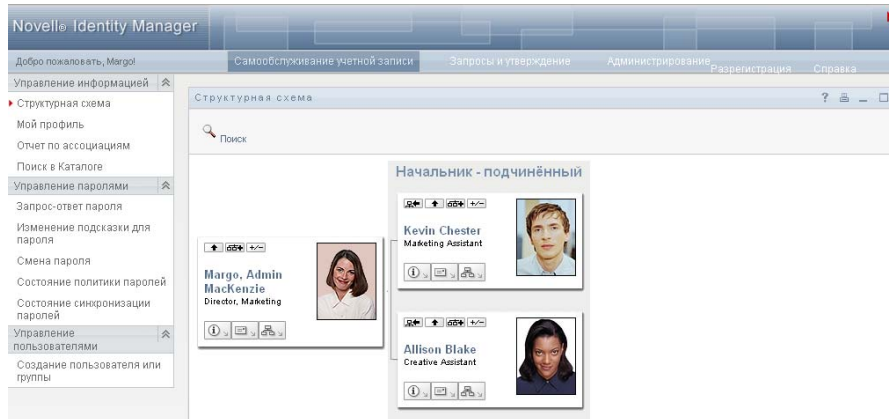 Novell® Identity Manager
Добро пожаловать, Margo!
Самообслуживание учетной записи
Запросы и утверждение
Администрирование
Разрегистрация
Справка
Управление информацией
Структурная схема
Мой профиль
Отчет по ассоциациям
Поиск в Каталоге
Управление паролями
Запрос-ответ пароля
Изменение подсказки для
пароля
Смена пароля
Состояние политики паролей
Состояние синхронизации
паролей
Управление
пользователями
Создание пользователя или
группы
Структурная схема
?
Поиск
Начальник - подчинённый
Margo, Admin
MacKenzie
Director, Marketing
Kevin Chester
Marketing Assistant
Allison Blake
Creative Assistant